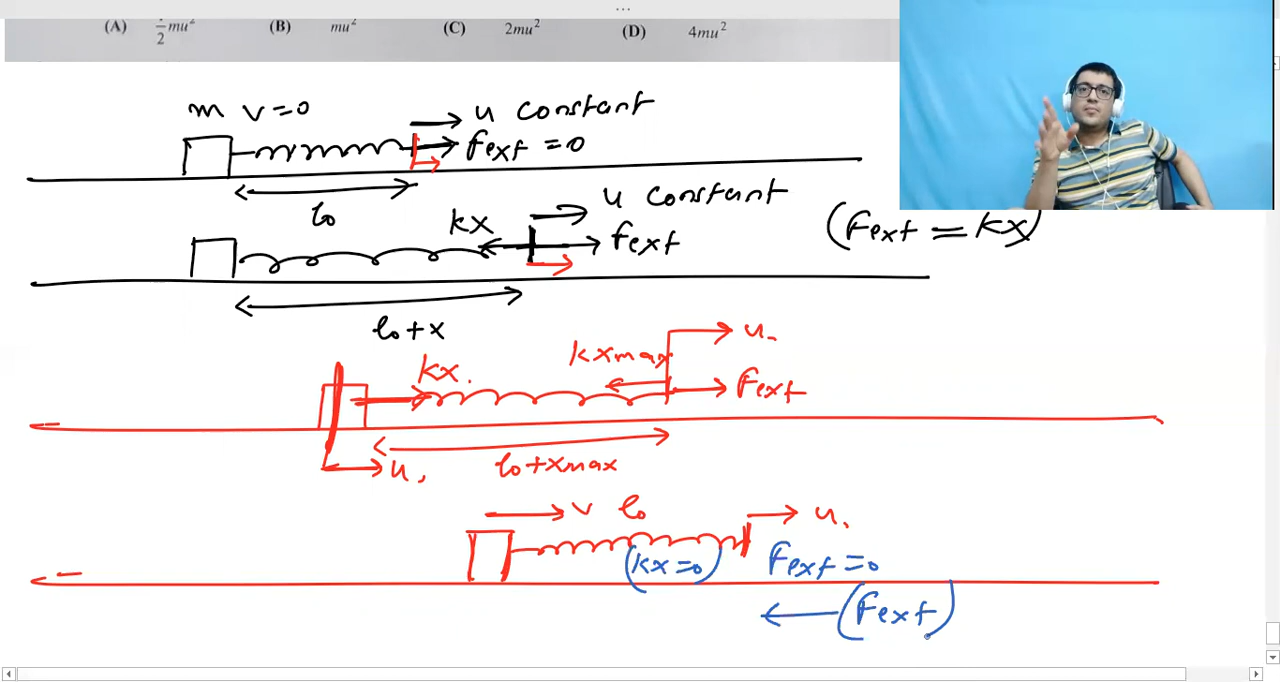 (A) 1/2 mu² (B) mu² (C) 2mu² (D) 4mu²
m v=0
u constant
Fext = 0
l₀
u constant
kx
Fext
(Fext = kx)
l₀+x
u
kxmax
kx
Fext
l₀+xmax
u
v l₀
u
(kx=0)
Fext=0
(Fext)